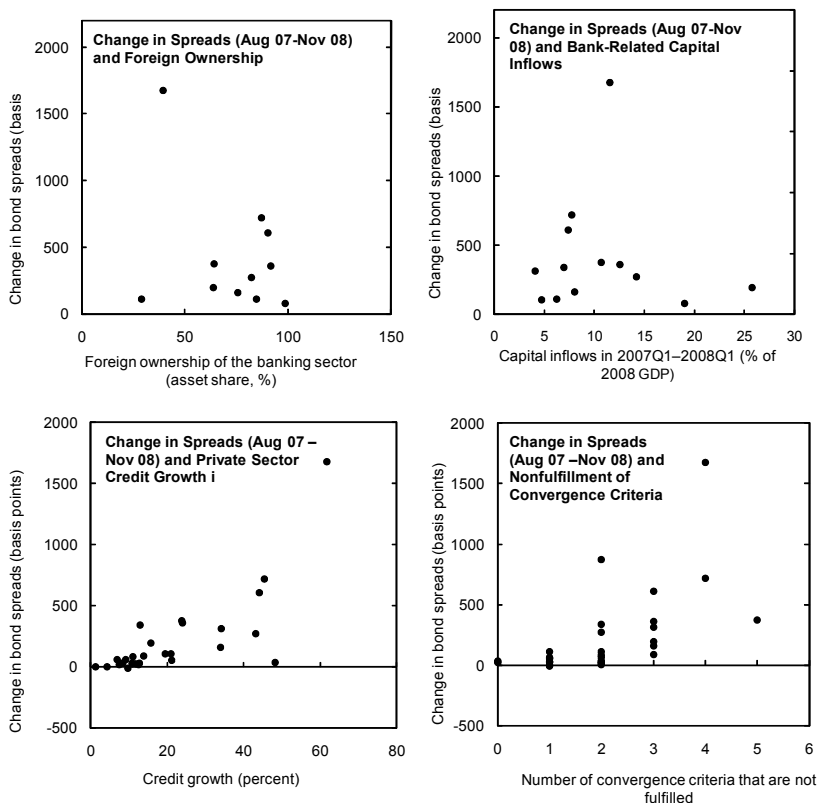 Change in Spreads (Aug 07-Nov 08)
and Foreign Ownership
2000
1500
1000
500
0
Change in bond spreads (basis
0
50
100
150
Foreign ownership of the banking sector
(asset share, %)
Change in Spreads (Aug 07-Nov
08) and Bank-Related Capital
Inflows
2000
1500
1000
500
0
Change in bond spreads (basis
0
5
10
15
20
25
30
Capital inflows in 2007Q1–2008Q1 (% of
2008 GDP)
Change in Spreads (Aug 07 –
Nov 08) and Private Sector
Credit Growth i
2000
1500
1000
500
0
-500
Change in bond spreads (basis points)
0
20
40
60
80
Credit growth (percent)
Change in Spreads
(Aug 07 –Nov 08) and
Nonfulfillment of
Convergence Criteria
2000
1500
1000
500
0
-500
Change in bond spreads (basis points)
0
1
2
3
4
5
6
Number of convergence criteria that are not
fulfilled